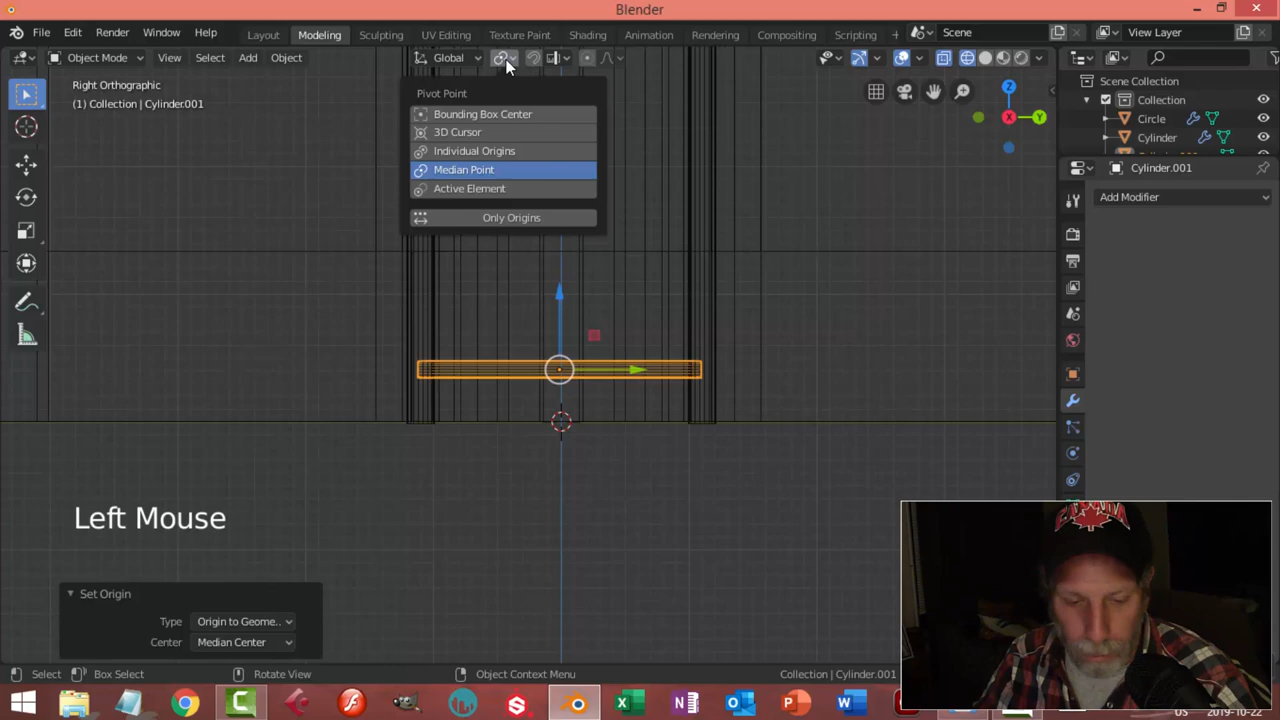 Blender
File Edit Render Window Help
Layout Modeling Sculpting UV Editing Texture Paint Shading Animation Rendering Compositing Scripting
Scene
View Layer
Object Mode
View Select Add Object
Global
Right Orthographic
(1) Collection | Cylinder.001
Pivot Point
Bounding Box Center
3D Cursor
Individual Origins
Median Point
Active Element
Only Origins
X
Y
Z
Scene Collection
Collection
Circle
Cylinder
Cylinder.001
Add Modifier
Left Mouse
Set Origin
Type Origin to Geome..
Center Median Center
CANADA
Select Box Select Rotate View Object Context Menu
Collection | Cylinder.001
US 2019-10-22